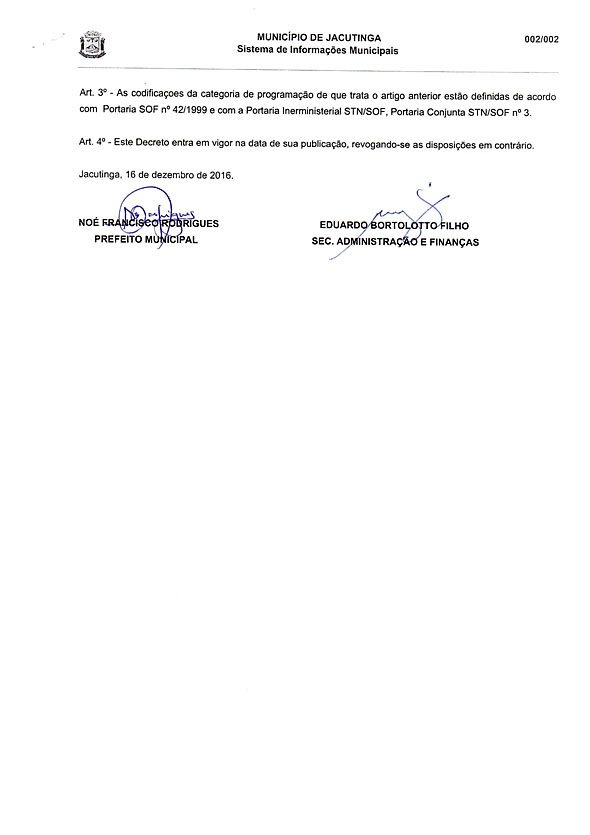 MUNICÍPIO DE JACUTINGA
Sistema de Informações Municipais
002/002
Art. 3º - As codificaçoes da categoria de programação de que trata o artigo anterior estão definidas de acordo
com Portaria SOF nº 42/1999 e com a Portaria Inerministerial STN/SOF, Portaria Conjunta STN/SOF nº 3.
Art. 4º - Este Decreto entra em vigor na data de sua publicação, revogando-se as disposições em contrário.
Jacutinga, 16 de dezembro de 2016.
NOÉ FRANCISCO RODRIGUES
PREFEITO MUNICIPAL
EDUARDO BORTOLOTTO FILHO
SEC. ADMINISTRAÇÃO E FINANÇAS